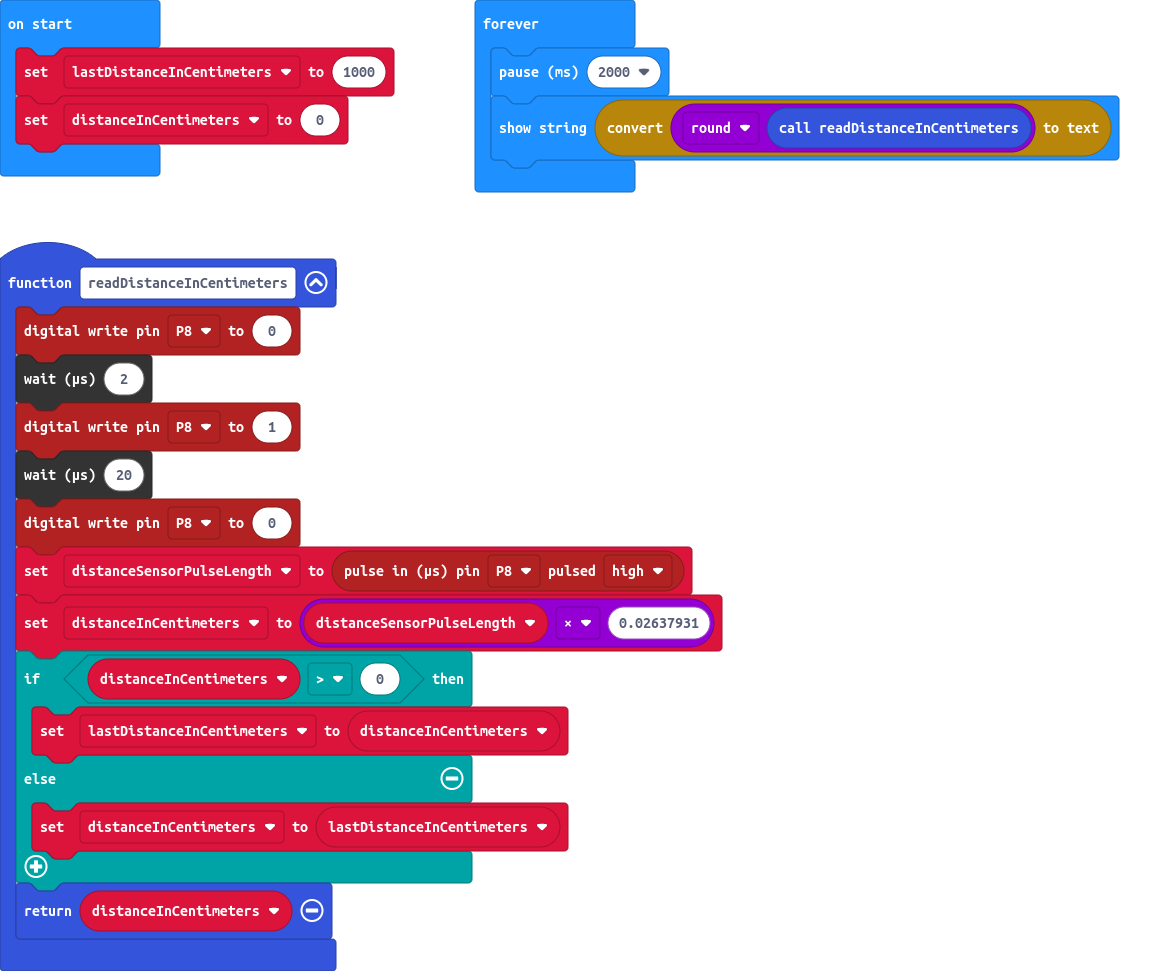 on start
set lastDistanceInCentimeters to 1000
set distanceInCentimeters to 0
forever
pause (ms) 2000
show string convert round call readDistanceInCentimeters to text
function readDistanceInCentimeters
digital write pin P8 to 0
wait (µs) 2
digital write pin P8 to 1
wait (µs) 20
digital write pin P8 to 0
set distanceSensorPulseLength to pulse in (µs) pin P8 pulsed high
set distanceInCentimeters to distanceSensorPulseLength × 0.02637931
if distanceInCentimeters > 0 then
set lastDistanceInCentimeters to distanceInCentimeters
else
set distanceInCentimeters to lastDistanceInCentimeters
return distanceInCentimeters